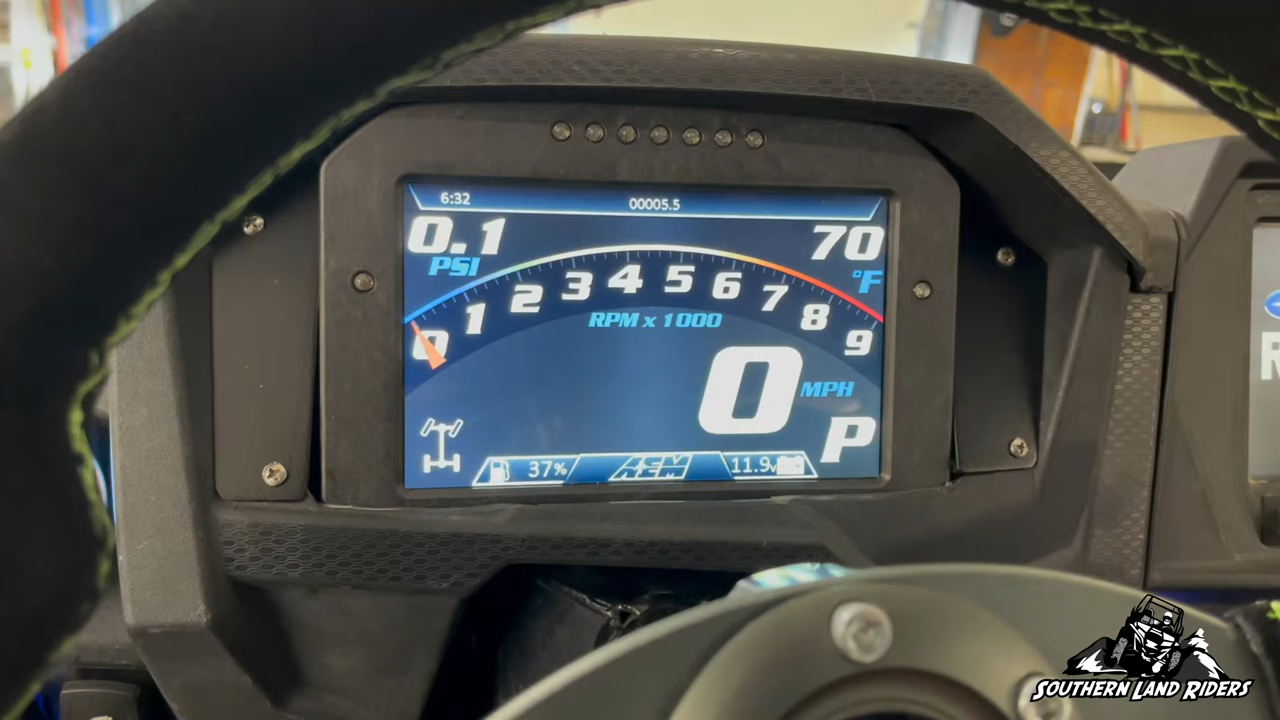 6:32
00005.5
0.1
PSI
70
°F
0 1 2 3 4 5 6 7 8 9
RPM x 1000
0 MPH
P
37%
AEM
11.9v
R
SOUTHERN LAND RIDERS